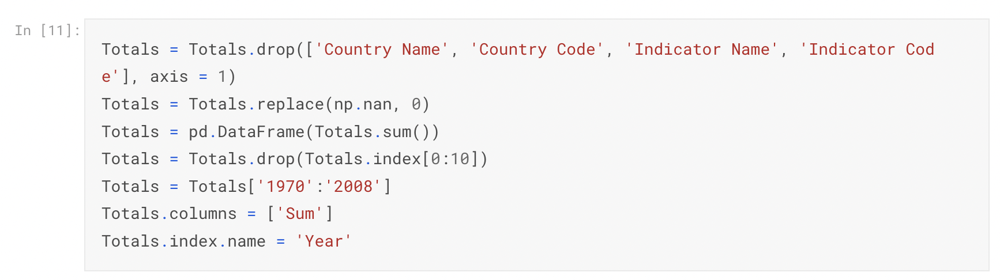 In [11]:
Totals = Totals.drop(['Country Name', 'Country Code', 'Indicator Name', 'Indicator Cod
e'], axis = 1)
Totals = Totals.replace(np.nan, 0)
Totals = pd.DataFrame(Totals.sum())
Totals = Totals.drop(Totals.index[0:10])
Totals = Totals['1970':'2008']
Totals.columns = ['Sum']
Totals.index.name = 'Year'